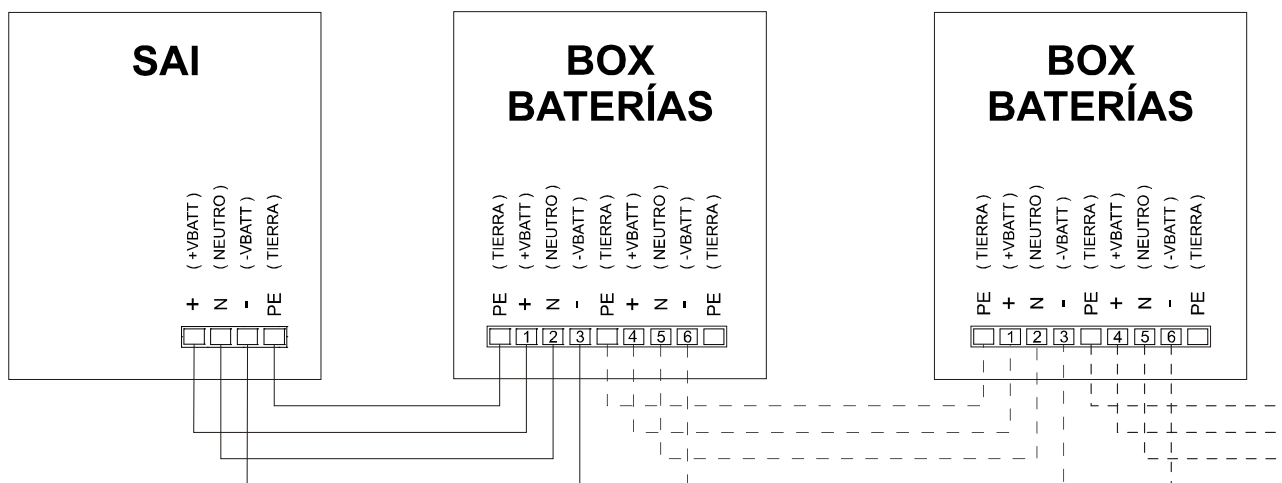 SAI
( +VBATT )
( NEUTRO )
( -VBATT )
( TIERRA )
+
N
-
PE
BOX
BATERÍAS
( TIERRA )
( +VBATT )
( NEUTRO )
( -VBATT )
( TIERRA )
( +VBATT )
( NEUTRO )
( -VBATT )
( TIERRA )
PE
+
N
-
PE
+
N
-
PE
1
2
3
4
5
6
BOX
BATERÍAS
( TIERRA )
( +VBATT )
( NEUTRO )
( -VBATT )
( TIERRA )
( +VBATT )
( NEUTRO )
( -VBATT )
( TIERRA )
PE
+
N
-
PE
+
N
-
PE
1
2
3
4
5
6